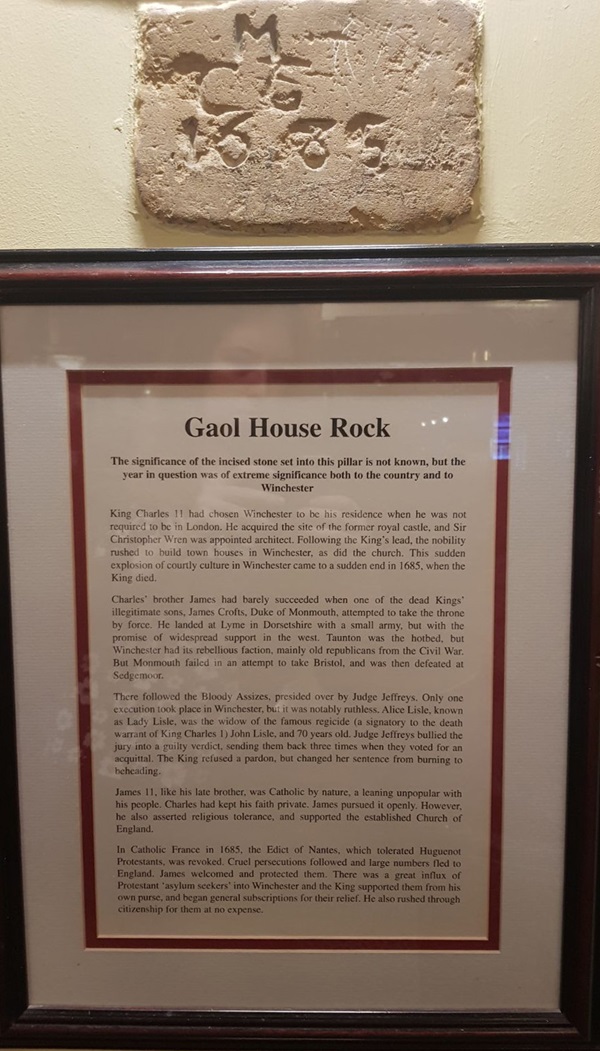 M
1685
Gaol House Rock
The significance of the incised stone set into this pillar is not known, but the
year in question was of extreme significance both to the country and to
Winchester
King Charles 11 had chosen Winchester to be his residence when he was not
required to be in London. He acquired the site of the former royal castle, and Sir
Christopher Wren was appointed architect. Following the King's lead, the nobility
rushed to build town houses in Winchester, as did the church. This sudden
explosion of courtly culture in Winchester came to a sudden end in 1685, when the
King died.
Charles' brother James had barely succeeded when one of the dead Kings'
illegitimate sons, James Crofts, Duke of Monmouth, attempted to take the throne
by force. He landed at Lyme in Dorsetshire with a small army, but with the
promise of widespread support in the west. Taunton was the hotbed, but
Winchester had its rebellious faction, mainly old republicans from the Civil War.
But Monmouth failed in an attempt to take Bristol, and was then defeated at
Sedgemoor.
There followed the Bloody Assizes, presided over by Judge Jeffreys. Only one
execution took place in Winchester, but it was notably ruthless. Alice Lisle, known
as Lady Lisle, was the widow of the famous regicide (a signatory to the death
warrant of King Charles 1) John Lisle, and 70 years old. Judge Jeffreys bullied the
jury into a guilty verdict, sending them back three times when they voted for an
acquittal. The King refused a pardon, but changed her sentence from burning to
beheading.
James 11, like his late brother, was Catholic by nature, a leaning unpopular with
his people. Charles had kept his faith private. James pursued it openly. However,
he also asserted religious tolerance, and supported the established Church of
England.
In Catholic France in 1685, the Edict of Nantes, which tolerated Huguenot
Protestants, was revoked. Cruel persecutions followed and large numbers fled to
England. James welcomed and protected them. There was a great influx of
Protestant 'asylum seekers' into Winchester and the King supported them from his
own purse, and began general subscriptions for their relief. He also rushed through
citizenship for them at no expense.